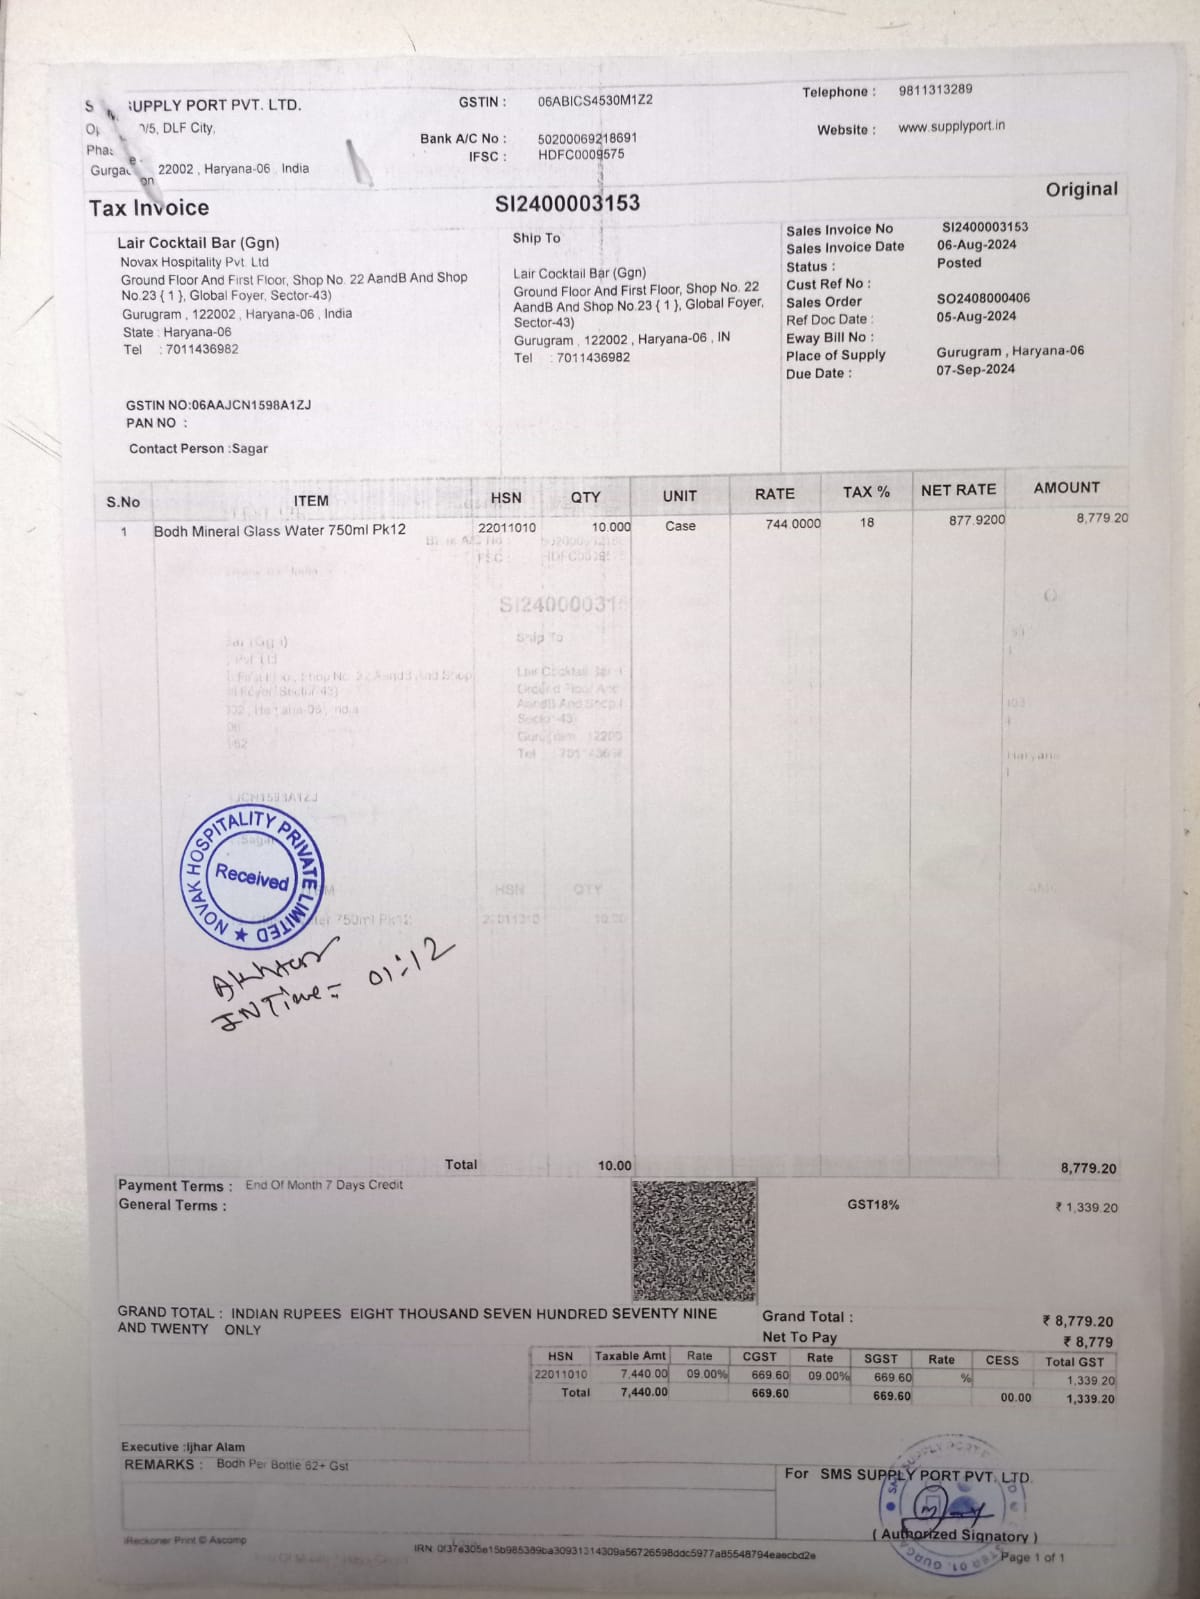 UPPLY PORT PVT. LTD.
GSTIN : 06ABICS4530M1Z2
Telephone : 9811313289
/5, DLF City,
Bank A/C No : 50200069218691
Website : www.supplyport.in
IFSC : HDFC0009575
22002 , Haryana-06 , India
Tax Invoice
SI2400003153
Original
Lair Cocktail Bar (Ggn)
Novax Hospitality Pvt. Ltd
Ground Floor And First Floor, Shop No. 22 AandB And Shop
No.23 { 1 }, Global Foyer, Sector-43)
Gurugram , 122002 , Haryana-06 , India
State : Haryana-06
Tel : 7011436982
GSTIN NO:06AAJCN1598A1ZJ
PAN NO :
Contact Person :Sagar
Ship To
Lair Cocktail Bar (Ggn)
Ground Floor And First Floor, Shop No. 22
AandB And Shop No.23 { 1 }, Global Foyer,
Sector-43)
Gurugram , 122002 , Haryana-06 , IN
Tel : 7011436982
Sales Invoice No SI2400003153
Sales Invoice Date 06-Aug-2024
Status : Posted
Cust Ref No :
Sales Order SO2408000406
Ref Doc Date : 05-Aug-2024
Eway Bill No :
Place of Supply Gurugram , Haryana-06
Due Date : 07-Sep-2024
S.No ITEM HSN QTY UNIT RATE TAX % NET RATE AMOUNT
1 Bodh Mineral Glass Water 750ml Pk12 22011010 10.000 Case 744.0000 18 877.9200 8,779.20
NOVAK HOSPITALITY PRIVATE LIMITED ★
Received
Akhter
IN Time = 01:12
Total 10.00 8,779.20
Payment Terms : End Of Month 7 Days Credit
General Terms :
GST18% ₹ 1,339.20
GRAND TOTAL : INDIAN RUPEES EIGHT THOUSAND SEVEN HUNDRED SEVENTY NINE
AND TWENTY ONLY
Grand Total : ₹ 8,779.20
Net To Pay ₹ 8,779
HSN Taxable Amt Rate CGST Rate SGST Rate CESS Total GST
22011010 7,440.00 09.00% 669.60 09.00% 669.60 % 1,339.20
Total 7,440.00 669.60 669.60 00.00 1,339.20
Executive :Ijhar Alam
REMARKS : Bodh Per Bottle 62+ Gst
For SMS SUPPLY PORT PVT. LTD.
( Authorized Signatory )
iReckoner Print © Ascomp
Page 1 of 1